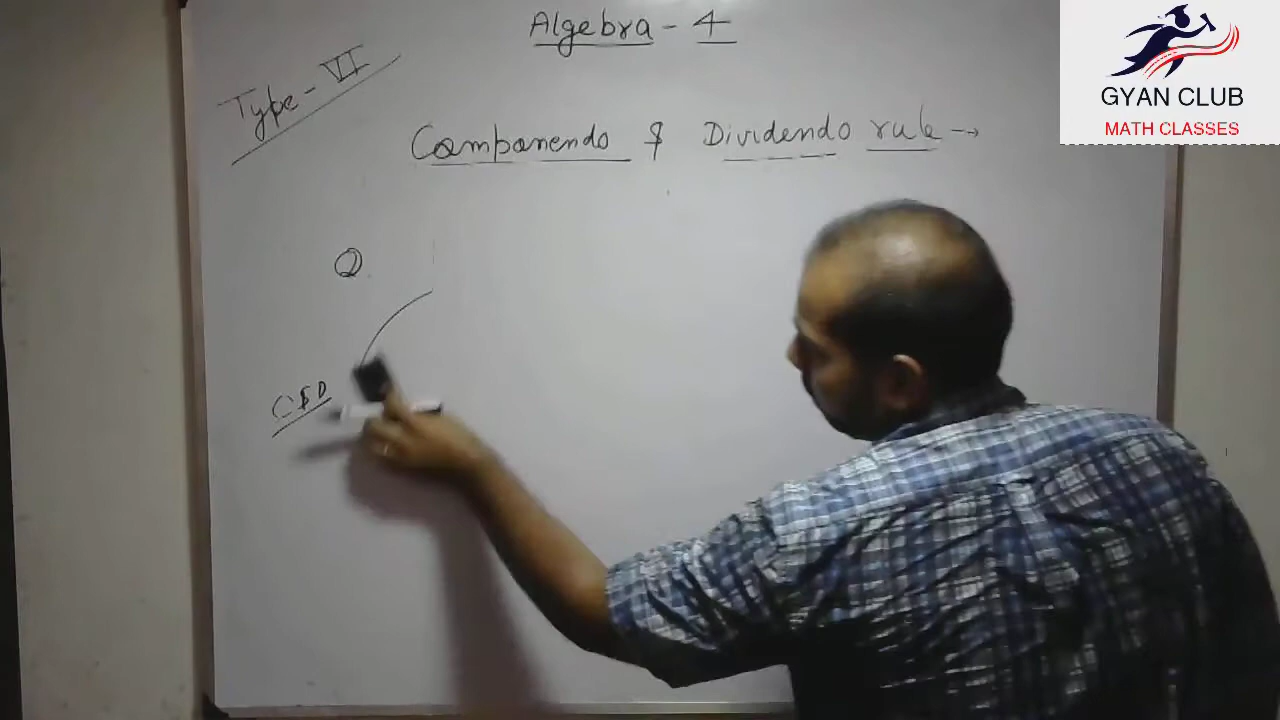 Algebra - 4
Type - VI
Componendo & Dividendo rule →
Q
C & D
GYAN CLUB
MATH CLASSES